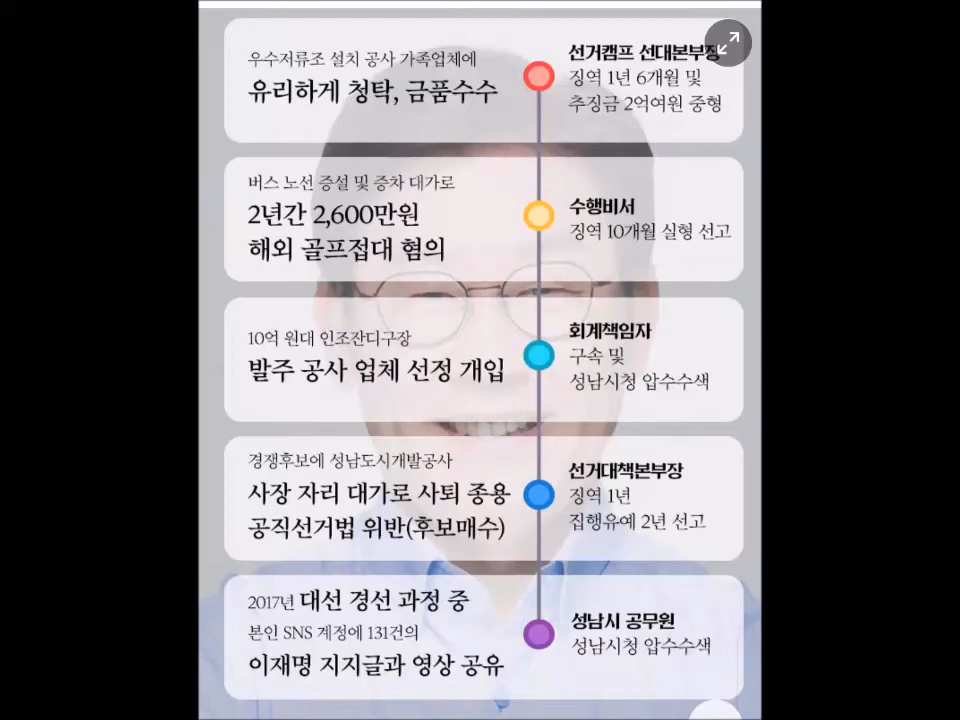 우수저류조 설치 공사 가족업체에
유리하게 청탁, 금품수수
선거캠프 선대본부장
징역 1년 6개월 및
추징금 2억여원 중형
버스 노선 증설 및 증차 대가로
2년간 2,600만원
해외 골프접대 혐의
수행비서
징역 10개월 실형 선고
10억 원대 인조잔디구장
발주 공사 업체 선정 개입
회계책임자
구속 및
성남시청 압수수색
경쟁후보에 성남도시개발공사
사장 자리 대가로 사퇴 종용
공직선거법 위반(후보매수)
선거대책본부장
징역 1년
집행유예 2년 선고
2017년 대선 경선 과정 중
본인 SNS 계정에 131건의
이재명 지지글과 영상 공유
성남시 공무원
성남시청 압수수색